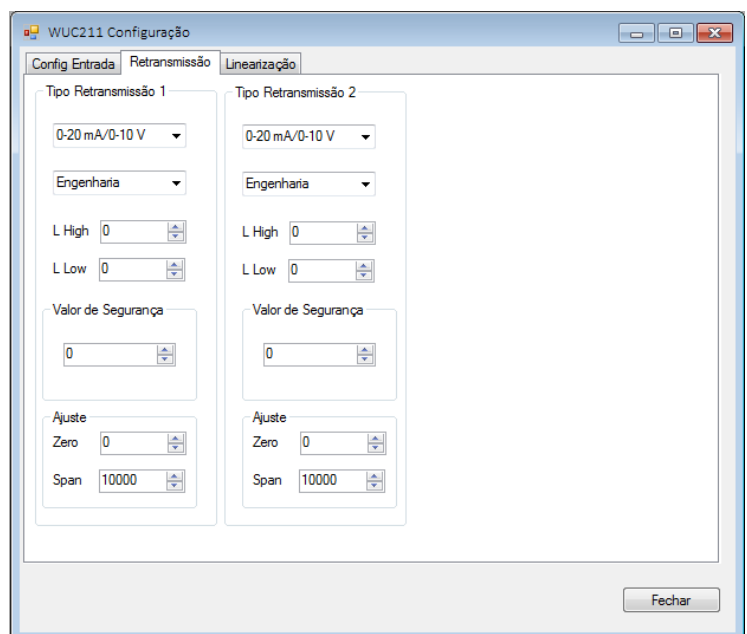 WUC211 Configuração
Config Entrada Retransmissão Linearização
Tipo Retransmissão 1
0-20 mA/0-10 V
Engenharia
L High 0
L Low 0
Valor de Segurança
0
Ajuste
Zero 0
Span 10000
Tipo Retransmissão 2
0-20 mA/0-10 V
Engenharia
L High 0
L Low 0
Valor de Segurança
0
Ajuste
Zero 0
Span 10000
Fechar